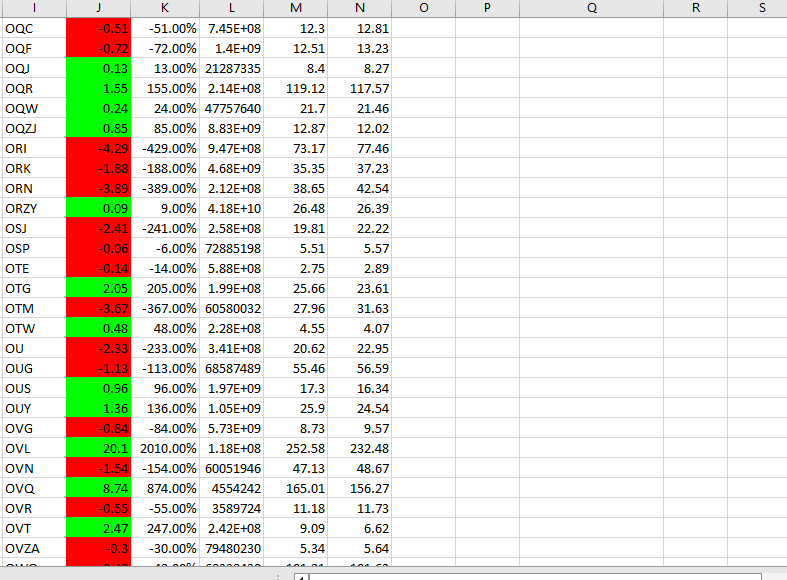 I J K L M N O P Q R S
OQC -0.51 -51.00% 7.45E+08 12.3 12.81
OQF -0.72 -72.00% 1.4E+09 12.51 13.23
OQJ 0.13 13.00% 21287335 8.4 8.27
OQR 1.55 155.00% 2.14E+08 119.12 117.57
OQW 0.24 24.00% 47757640 21.7 21.46
OQZJ 0.85 85.00% 8.83E+09 12.87 12.02
ORI -4.29 -429.00% 9.47E+08 73.17 77.46
ORK -1.88 -188.00% 4.68E+09 35.35 37.23
ORN -3.89 -389.00% 2.12E+08 38.65 42.54
ORZY 0.09 9.00% 4.18E+10 26.48 26.39
OSJ -2.41 -241.00% 2.58E+08 19.81 22.22
OSP -0.06 -6.00% 72885198 5.51 5.57
OTE -0.14 -14.00% 5.88E+08 2.75 2.89
OTG 2.05 205.00% 1.99E+08 25.66 23.61
OTM -3.67 -367.00% 60580032 27.96 31.63
OTW 0.48 48.00% 2.28E+08 4.55 4.07
OU -2.33 -233.00% 3.41E+08 20.62 22.95
OUG -1.13 -113.00% 68587489 55.46 56.59
OUS 0.96 96.00% 1.97E+09 17.3 16.34
OUY 1.36 136.00% 1.05E+09 25.9 24.54
OVG -0.84 -84.00% 5.73E+09 8.73 9.57
OVL 20.1 2010.00% 1.18E+08 252.58 232.48
OVN -1.54 -154.00% 60051946 47.13 48.67
OVQ 8.74 874.00% 4554242 165.01 156.27
OVR -0.55 -55.00% 3589724 11.18 11.73
OVT 2.47 247.00% 2.42E+08 9.09 6.62
OVZA -0.3 -30.00% 79480230 5.34 5.64